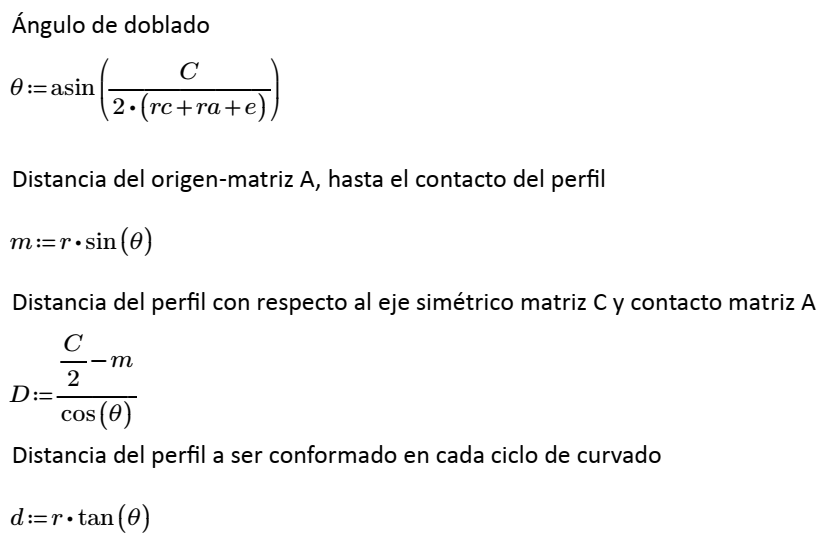 Ángulo de doblado
θ:=asin(C/(2•(rc+ra+e)))
Distancia del origen-matriz A, hasta el contacto del perfil
m:=r•sin(θ)
Distancia del perfil con respecto al eje simétrico matriz C y contacto matriz A
D:=(C/2−m)/cos(θ)
Distancia del perfil a ser conformado en cada ciclo de curvado
d:=r•tan(θ)